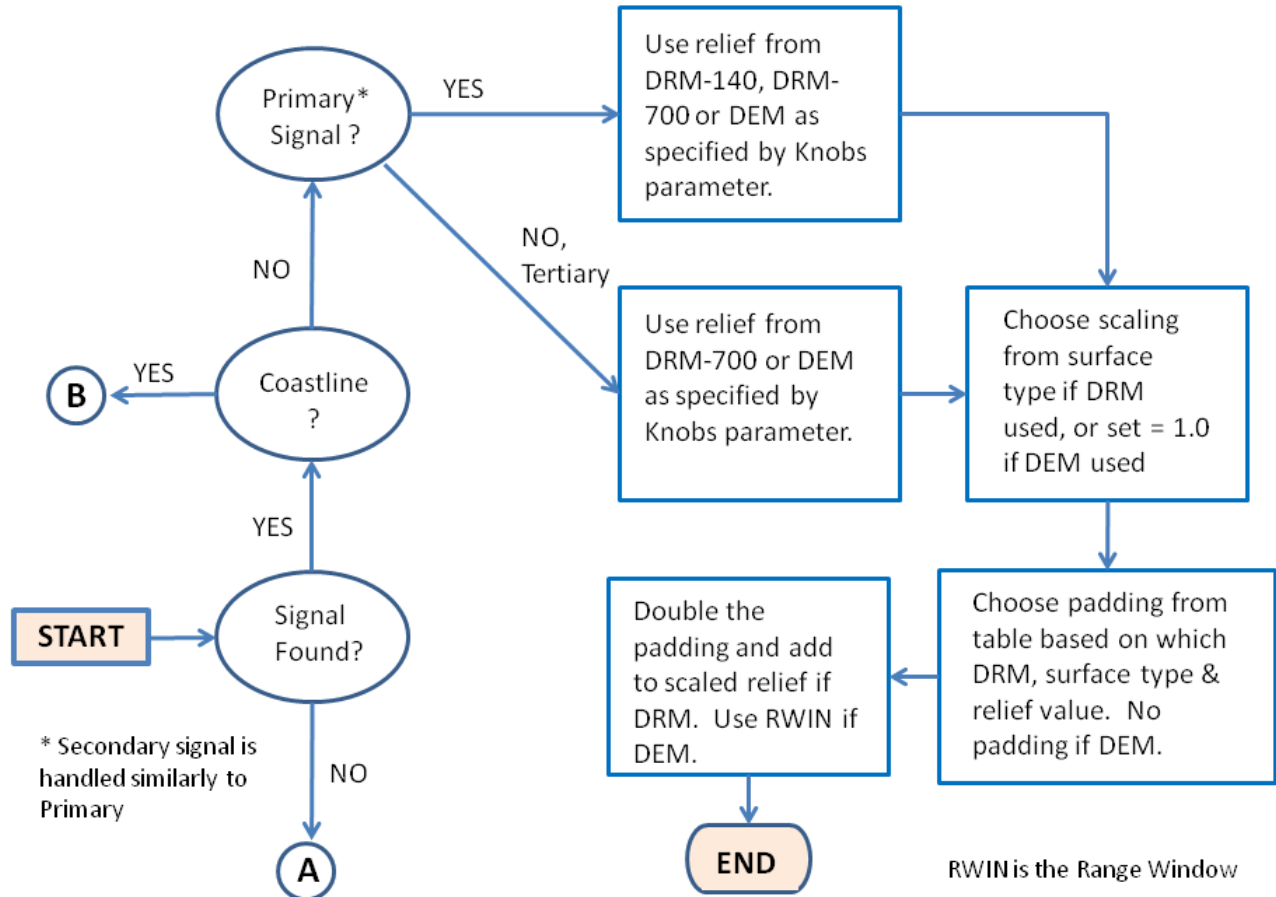 Primary*
Signal ?
YES
Use relief from
DRM-140, DRM-
700 or DEM as
specified by Knobs
parameter.
NO,
Tertiary
NO
Use relief from
DRM-700 or DEM
as specified by
Knobs parameter.
Choose scaling
from surface
type if DRM
used, or set = 1.0
if DEM used
B
YES
Coastline
?
YES
START
Signal
Found?
Double the
padding and add
to scaled relief if
DRM. Use RWIN if
DEM.
Choose padding from
table based on which
DRM, surface type &
relief value. No
padding if DEM.
* Secondary signal is
handled similarly to
Primary
NO
A
END
RWIN is the Range Window